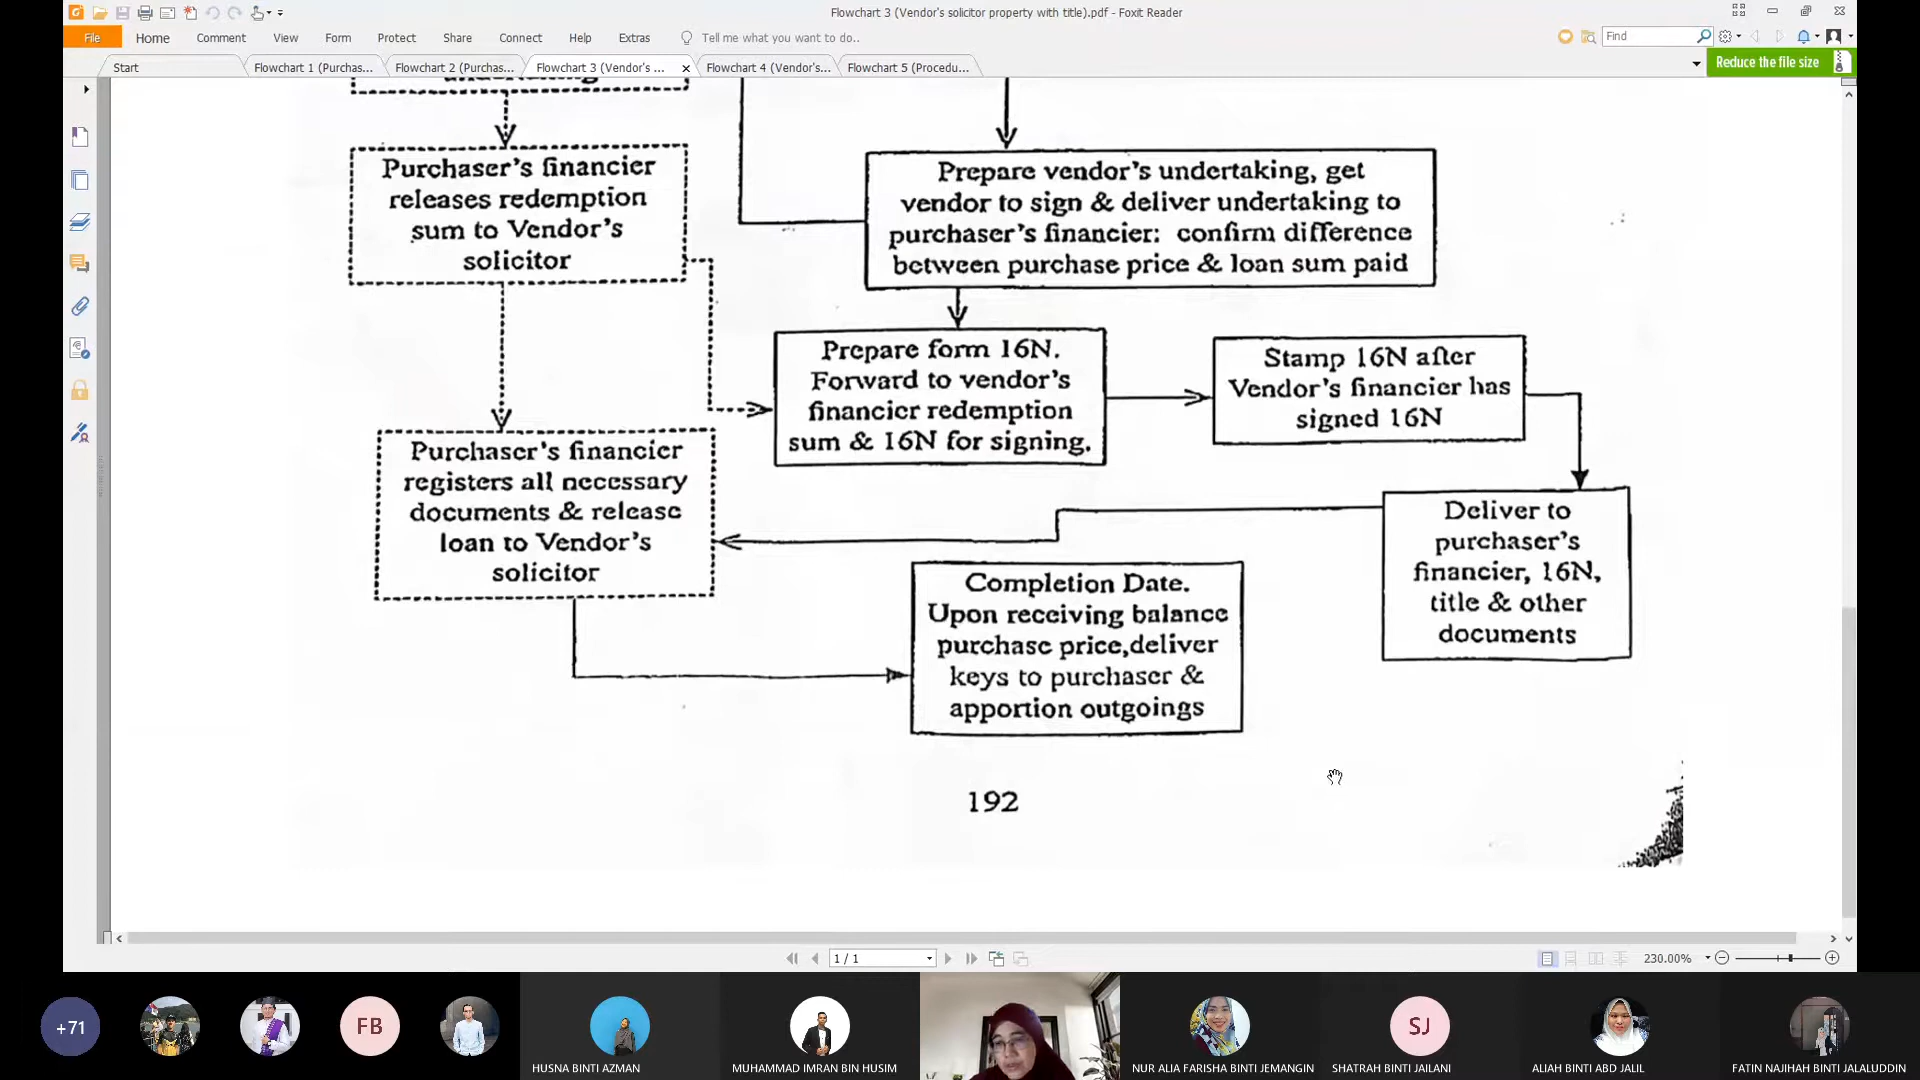 Flowchart 3 (Vendor's solicitor property with title).pdf - Foxit Reader
File
Home
Comment
View
Form
Protect
Share
Connect
Help
Extras
Tell me what you want to do..
Find
Start
Flowchart 1 (Purchas...
Flowchart 2 (Purchas...
Flowchart 3 (Vendor's ...
Flowchart 4 (Vendor's...
Flowchart 5 (Procedu...
Reduce the file size
Purchaser's financier
releases redemption
sum to Vendor's
solicitor
Prepare vendor's undertaking, get
vendor to sign & deliver undertaking to
purchaser's financier: confirm difference
between purchase price & loan sum paid
Prepare form 16N.
Forward to vendor's
financier redemption
sum & 16N for signing.
Stamp 16N after
Vendor's financier has
signed 16N
Purchaser's financier
registers all necessary
documents & release
loan to Vendor's
solicitor
Deliver to
purchaser's
financier, 16N,
title & other
documents
Completion Date.
Upon receiving balance
purchase price,deliver
keys to purchaser &
apportion outgoings
192
1 / 1
230.00%
+71
FB
SJ
HUSNA BINTI AZMAN
MUHAMMAD IMRAN BIN HUSIM
NUR ALIA FARISHA BINTI JEMANGIN
SHATRAH BINTI JAILANI
ALIAH BINTI ABD JALIL
FATIN NAJIHAH BINTI JALALUDDIN